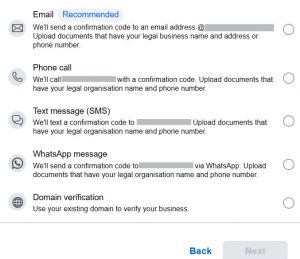 Email Recommended
We'll send a confirmation code to an email address @
Upload documents that have your legal business name and address or
phone number.
Phone call
We'll call with a confirmation code. Upload documents that
have your legal organisation name and phone number.
Text message (SMS)
We'll text a confirmation code to Upload documents that
have your legal organisation name and phone number.
WhatsApp message
We'll send a confirmation code to via WhatsApp. Upload
documents that have your legal organisation name and phone number.
Domain verification
Use your existing domain to verify your business.
Back Next